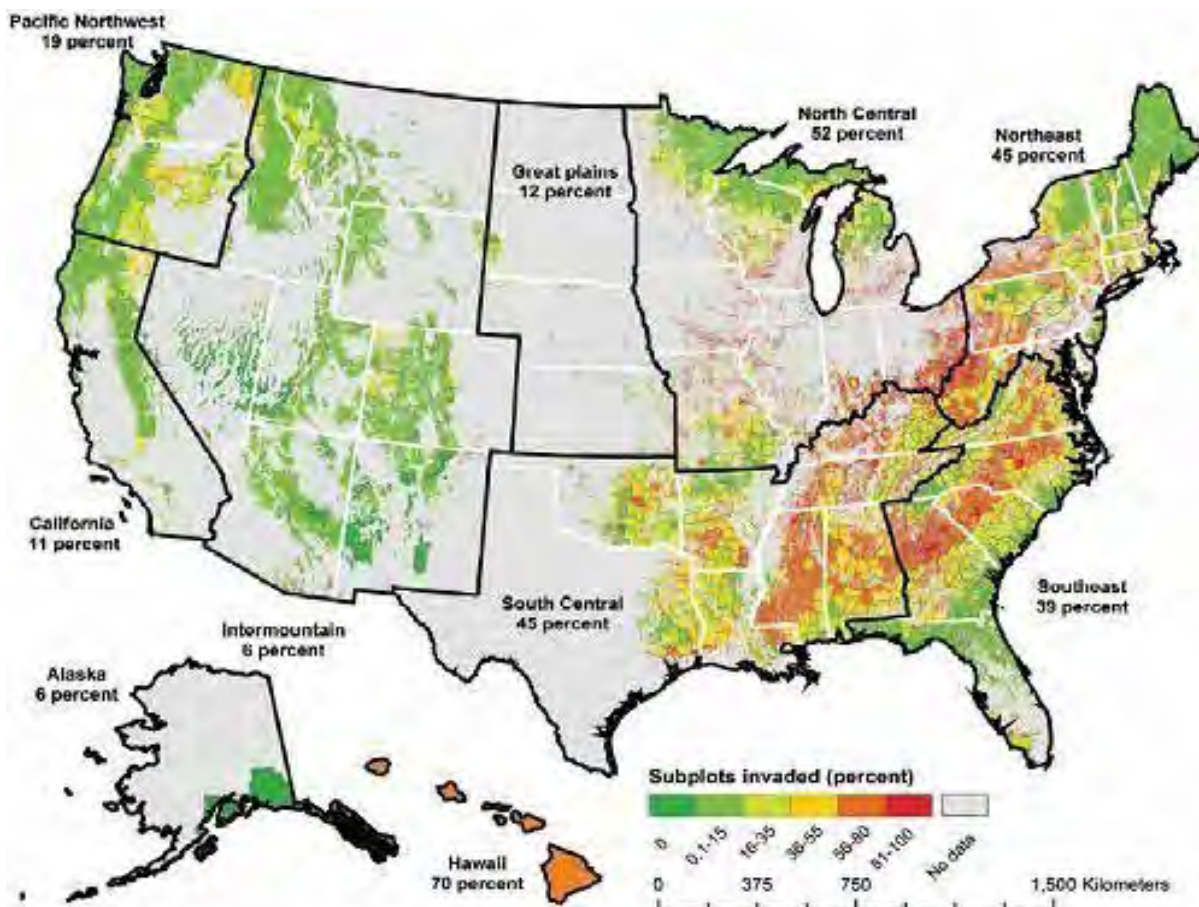 Pacific Northwest
19 percent
North Central
52 percent
Northeast
45 percent
Great plains
12 percent
California
11 percent
South Central
45 percent
Southeast
39 percent
Intermountain
6 percent
Alaska
6 percent
Hawaii
70 percent
Subplots invaded (percent)
0
0.1-15
16-35
36-55
56-80
81-100
No data
0 375 750 1,500 Kilometers